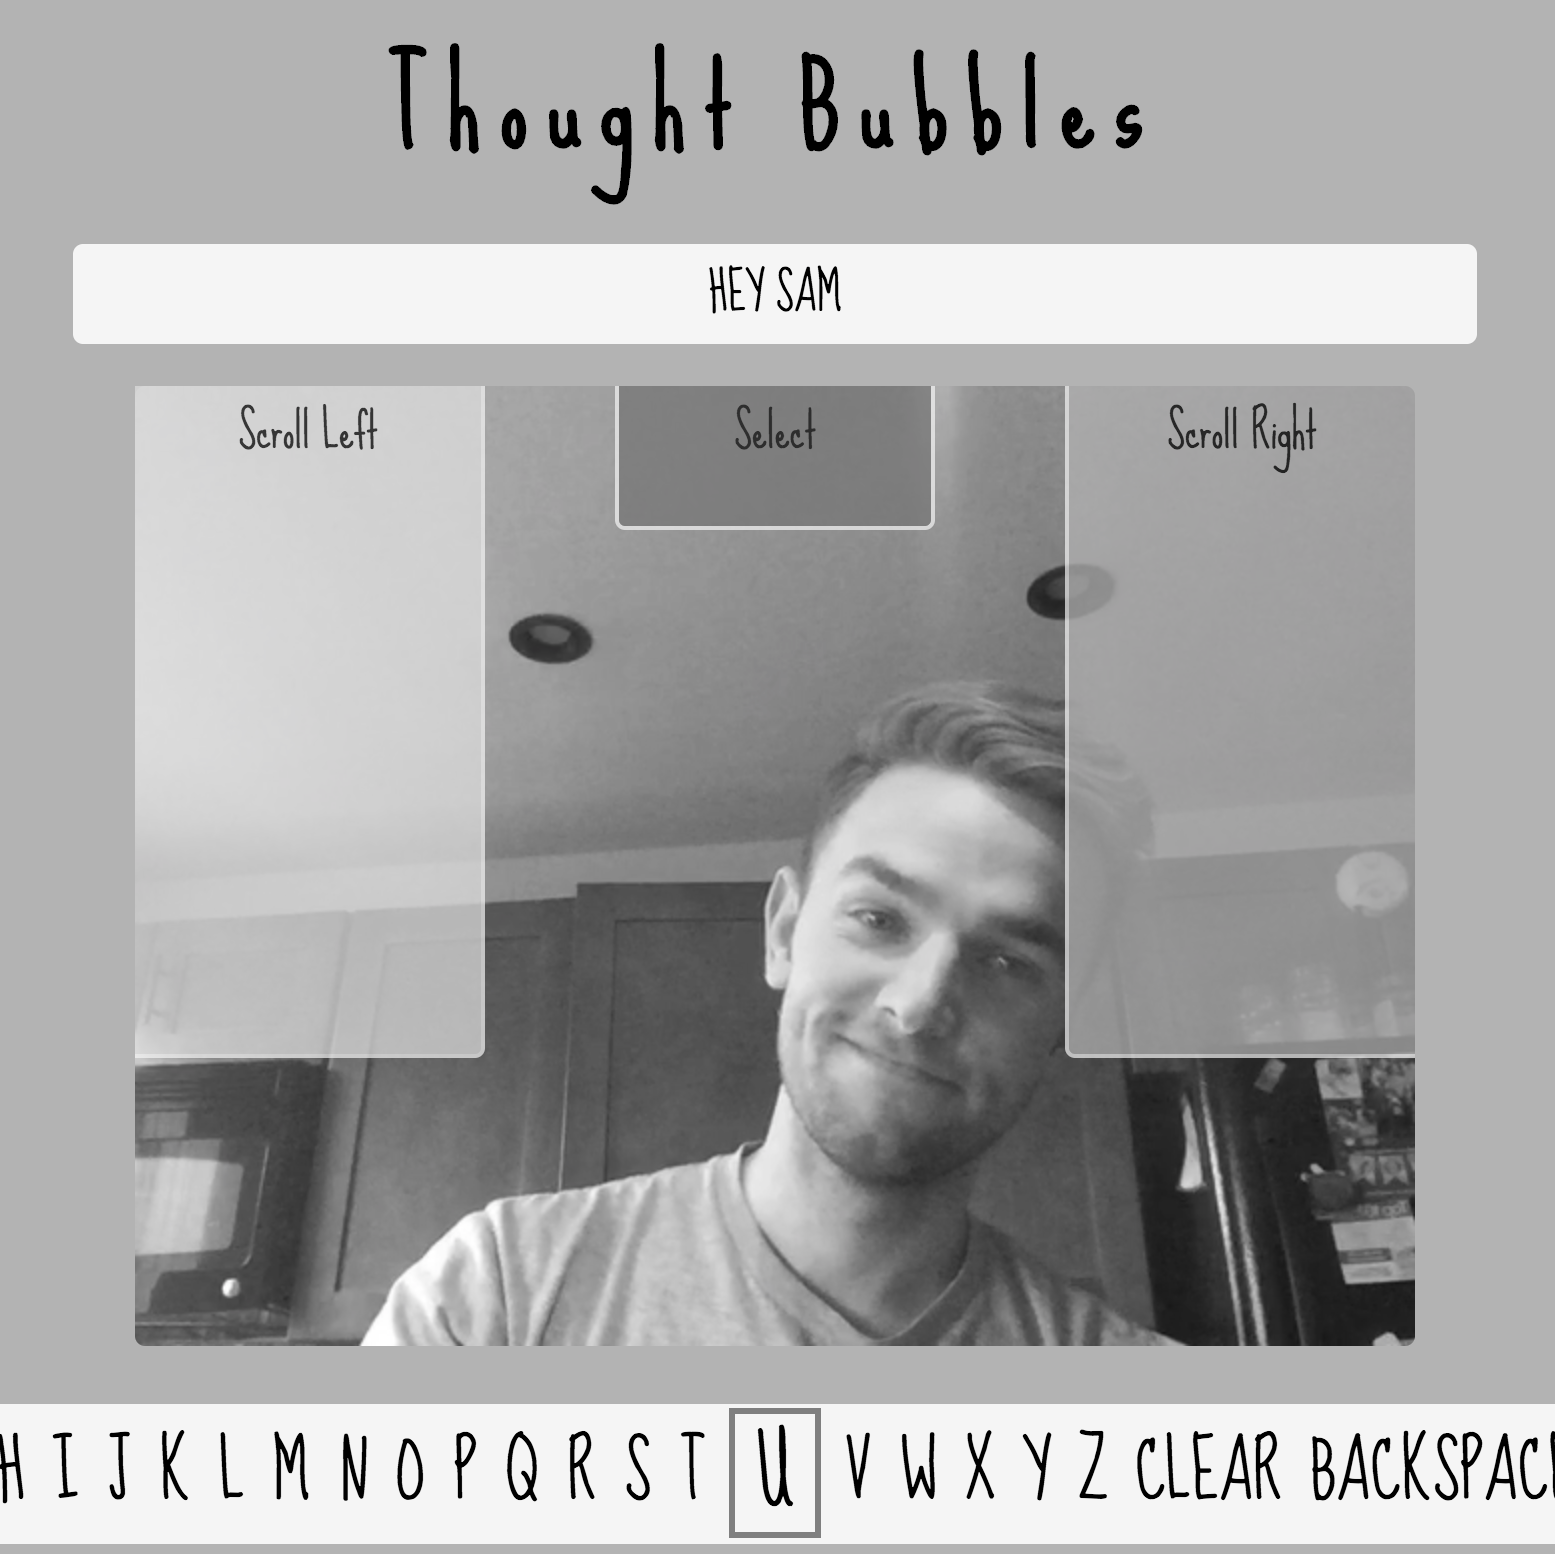 Thought Bubbles
HEY SAM
Scroll Left Select Scroll Right
H I J K L M N O P Q R S T U V W X Y Z CLEAR BACKSPAC